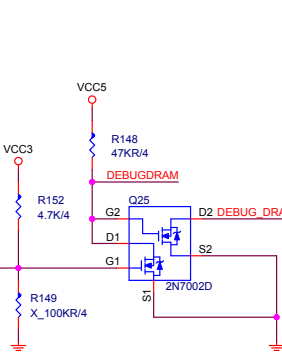 VCC5
R148
47KR/4
VCC3
DEBUGDRAM
R152
4.7K/4
Q25
G2
D2 DEBUG_DRA
D1
S2
G1
2N7002D
S1
R149
X_100KR/4